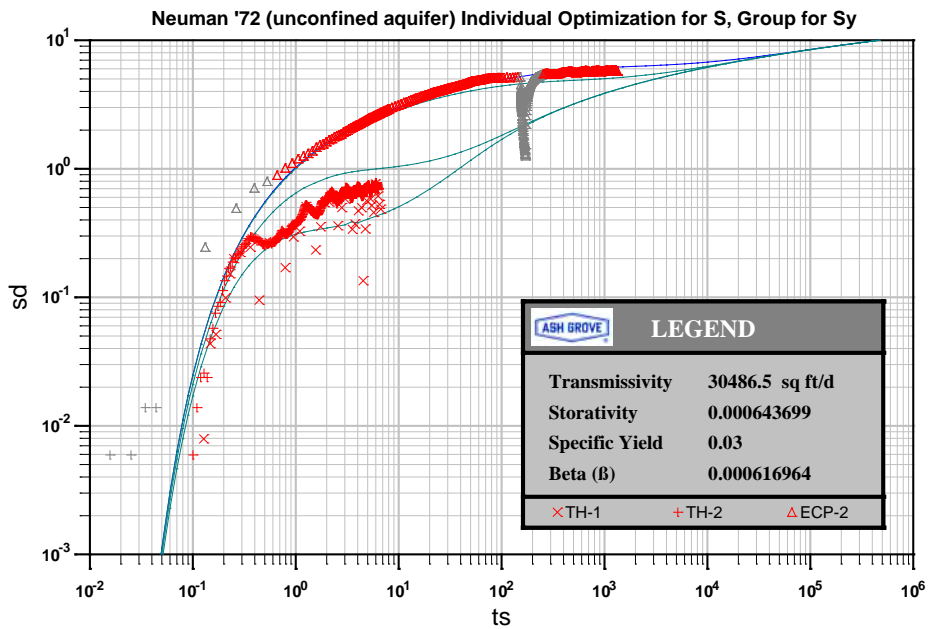 Neuman '72 (unconfined aquifer) Individual Optimization for S, Group for Sy
10^1
10^0
10^-1
10^-2
10^-3
sd
ASH GROVE ®
LEGEND
Transmissivity 30486.5 sq ft/d
Storativity 0.000643699
Specific Yield 0.03
Beta (ß) 0.000616964
TH-1 TH-2 ECP-2
10^-2 10^-1 10^0 10^1 10^2 10^3 10^4 10^5 10^6
ts